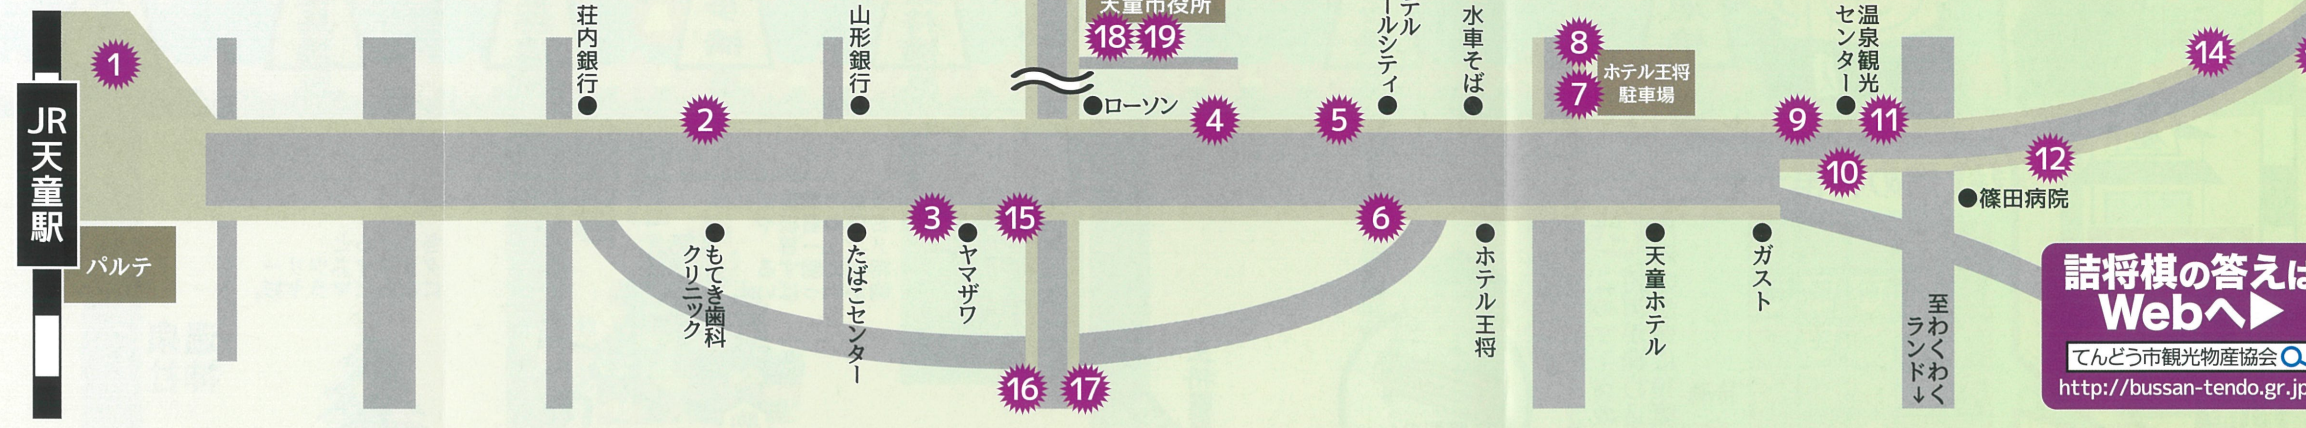 JR天童駅
パルテ
1
荘内銀行
2
山形銀行
もてき歯科
クリニック
たばこセンター
3
ヤマザワ
15
16
17
天童市役所
18
19
ローソン
4
5
テル
ールシティ
6
水車そば
ホテル王将
8
7
ホテル王将
駐車場
天童ホテル
ガスト
9
温泉観光
センター
11
10
12
14
篠田病院
至わくわく
ランド↓
詰将棋の答えは
Webへ▶
てんどう市観光物産協会
http://bussan-tendo.gr.jp